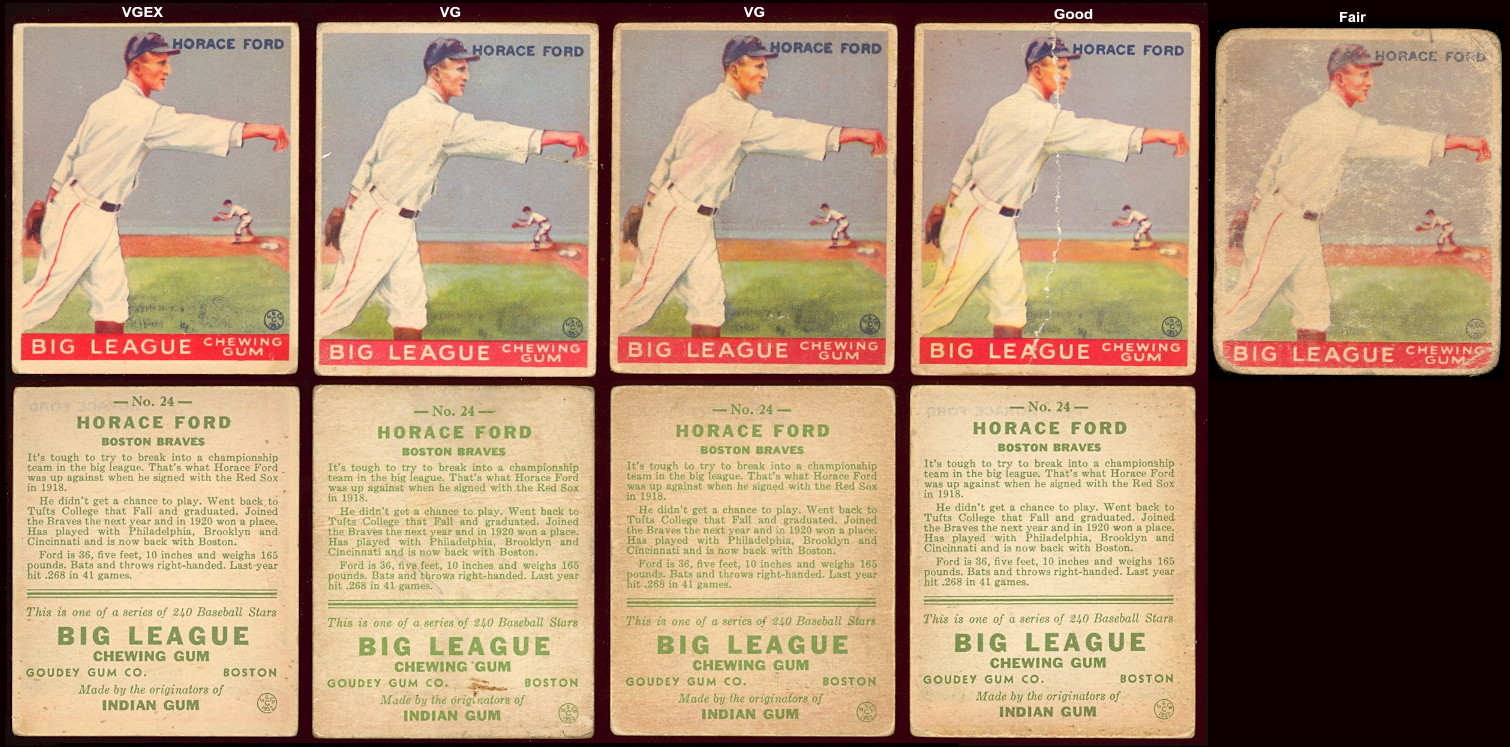 VGEX
VG
VG
Good
Fair
HORACE FORD
BIG LEAGUE CHEWING GUM
HORACE FORD
BIG LEAGUE CHEWING GUM
HORACE FORD
BIG LEAGUE CHEWING GUM
HORACE FORD
BIG LEAGUE CHEWING GUM
HORACE FORD
BIG LEAGUE CHEWING GUM
— No. 24 —
HORACE FORD
BOSTON BRAVES
It's tough to try to break into a championship
team in the big league. That's what Horace Ford
was up against when he signed with the Red Sox
in 1918.
He didn't get a chance to play. Went back to
Tufts College that Fall and graduated. Joined
the Braves the next year and in 1920 won a place.
Has played with Philadelphia, Brooklyn and
Cincinnati and is now back with Boston.
Ford is 36, five feet, 10 inches and weighs 165
pounds. Bats and throws right-handed. Last year
hit .268 in 41 games.
This is one of a series of 240 Baseball Stars
BIG LEAGUE
CHEWING GUM
GOUDEY GUM CO. BOSTON
Made by the originators of
INDIAN GUM
— No. 24 —
HORACE FORD
BOSTON BRAVES
It's tough to try to break into a championship
team in the big league. That's what Horace Ford
was up against when he signed with the Red Sox
in 1918.
He didn't get a chance to play. Went back to
Tufts College that Fall and graduated. Joined
the Braves the next year and in 1920 won a place.
Has played with Philadelphia, Brooklyn and
Cincinnati and is now back with Boston.
Ford is 36, five feet, 10 inches and weighs 165
pounds. Bats and throws right-handed. Last year
hit .268 in 41 games.
This is one of a series of 240 Baseball Stars
BIG LEAGUE
CHEWING GUM
GOUDEY GUM CO. BOSTON
Made by the originators of
INDIAN GUM
— No. 24 —
HORACE FORD
BOSTON BRAVES
It's tough to try to break into a championship
team in the big league. That's what Horace Ford
was up against when he signed with the Red Sox
in 1918.
He didn't get a chance to play. Went back to
Tufts College that Fall and graduated. Joined
the Braves the next year and in 1920 won a place.
Has played with Philadelphia, Brooklyn and
Cincinnati and is now back with Boston.
Ford is 36, five feet, 10 inches and weighs 165
pounds. Bats and throws right-handed. Last year
hit .268 in 41 games.
This is one of a series of 240 Baseball Stars
BIG LEAGUE
CHEWING GUM
GOUDEY GUM CO. BOSTON
Made by the originators of
INDIAN GUM
— No. 24 —
HORACE FORD
BOSTON BRAVES
It's tough to try to break into a championship
team in the big league. That's what Horace Ford
was up against when he signed with the Red Sox
in 1918.
He didn't get a chance to play. Went back to
Tufts College that Fall and graduated. Joined
the Braves the next year and in 1920 won a place.
Has played with Philadelphia, Brooklyn and
Cincinnati and is now back with Boston.
Ford is 36, five feet, 10 inches and weighs 165
pounds. Bats and throws right-handed. Last year
hit .268 in 41 games.
This is one of a series of 240 Baseball Stars
BIG LEAGUE
CHEWING GUM
GOUDEY GUM CO. BOSTON
Made by the originators of
INDIAN GUM